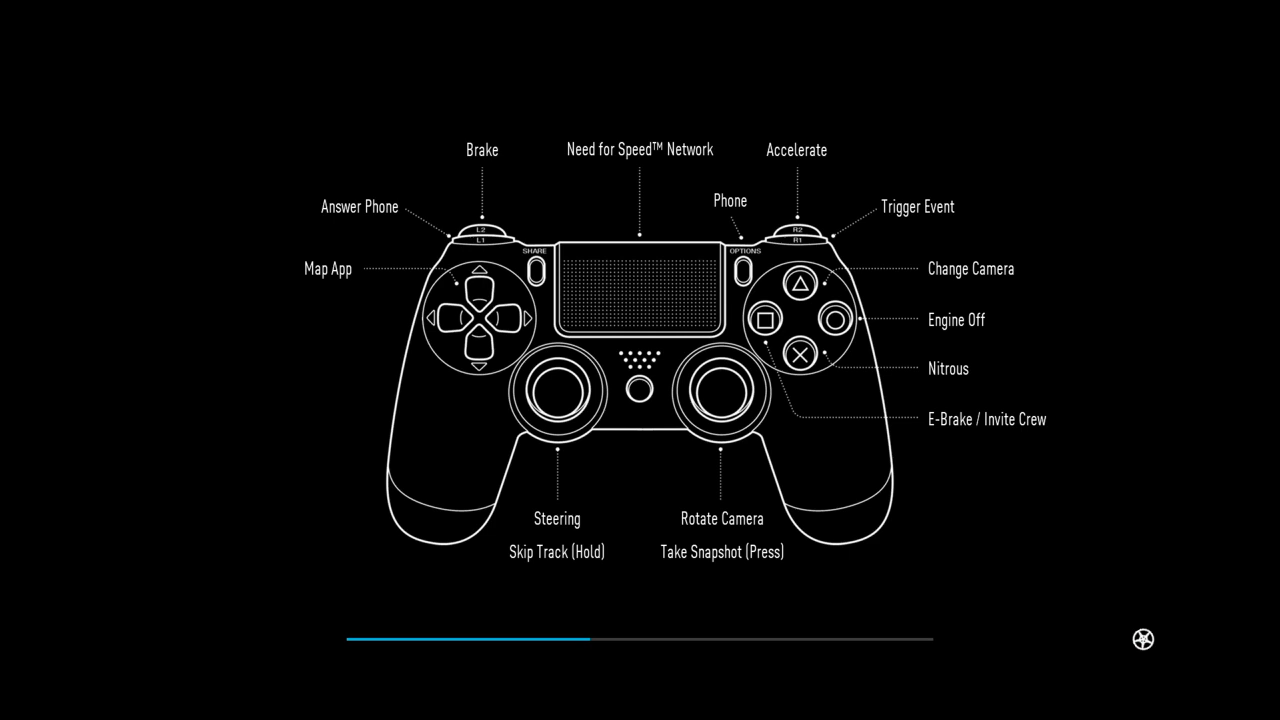 Brake
Need for Speed™ Network
Accelerate
Phone
Answer Phone
Trigger Event
L2
R2
L1
R1
SHARE
OPTIONS
Map App
Change Camera
Engine Off
Nitrous
E-Brake / Invite Crew
Steering
Rotate Camera
Skip Track (Hold)
Take Snapshot (Press)